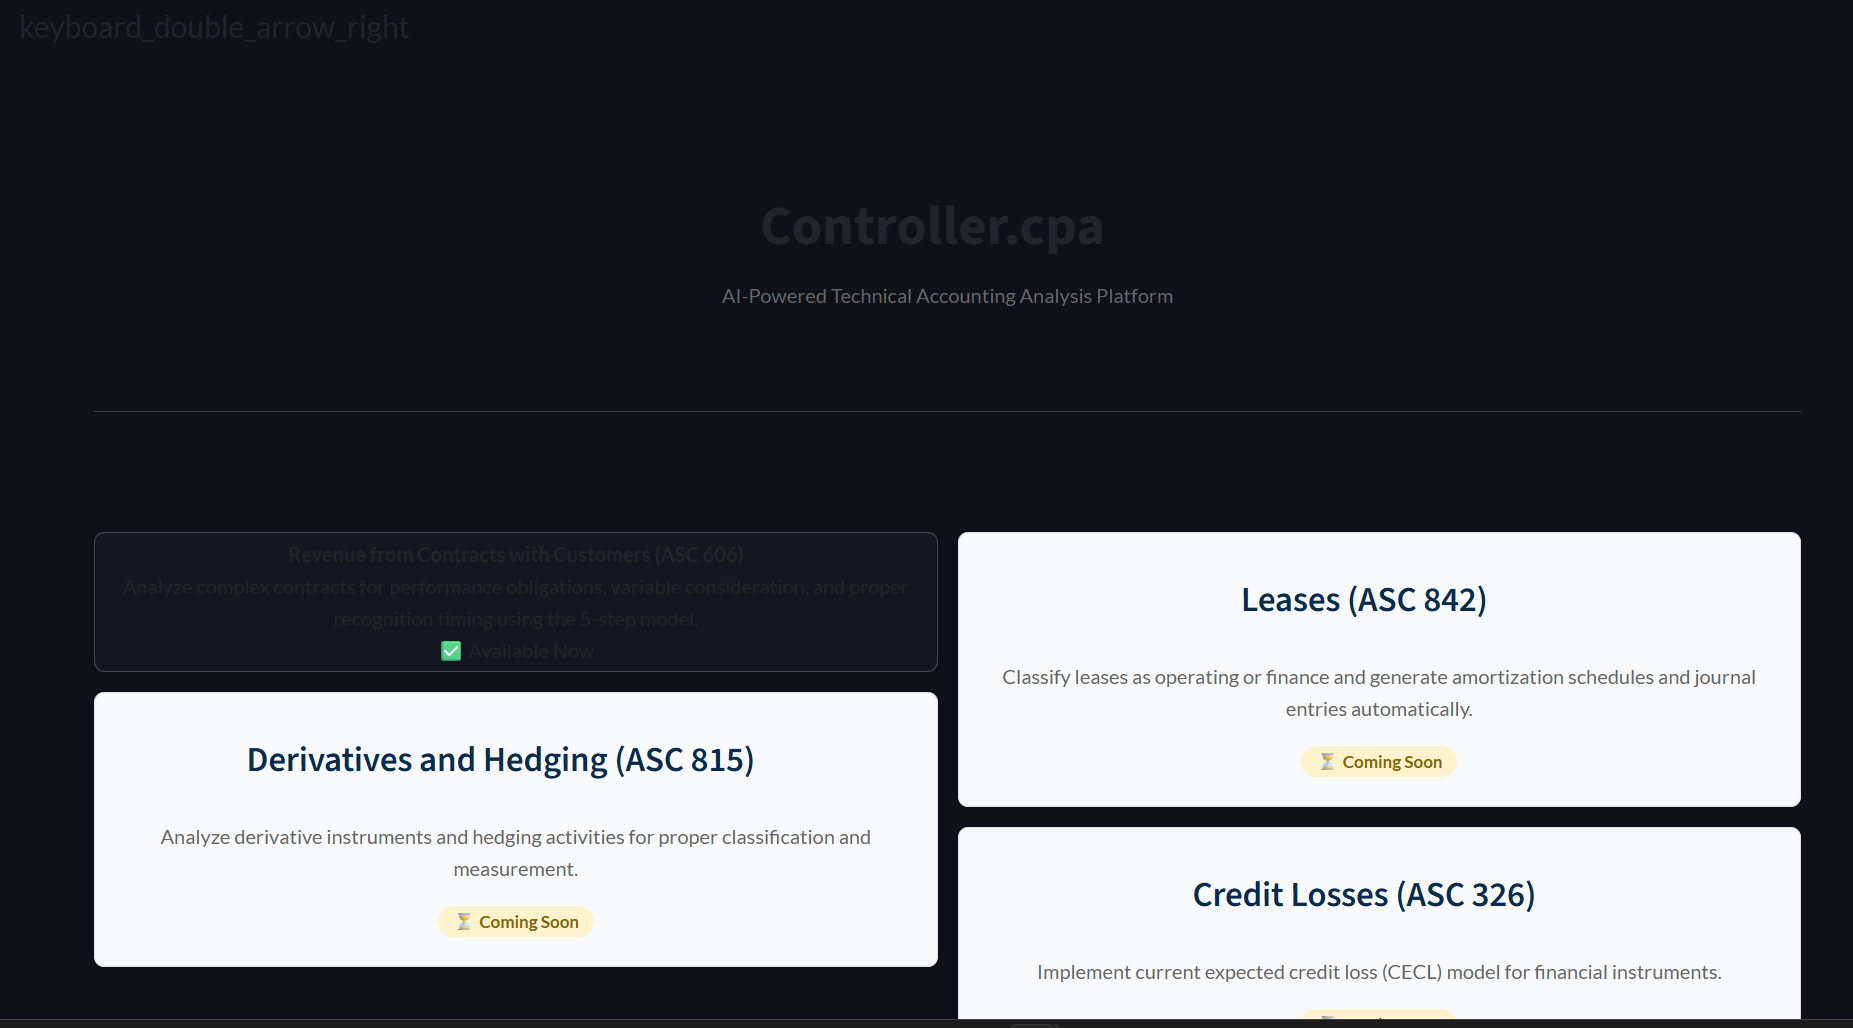 keyboard_double_arrow_right
Controller.cpa
AI-Powered Technical Accounting Analysis Platform
Revenue from Contracts with Customers (ASC 606)
Analyze complex contracts for performance obligations, variable consideration, and proper
recognition timing using the 5-step model.
✅ Available Now
Leases (ASC 842)
Classify leases as operating or finance and generate amortization schedules and journal
entries automatically.
⏳ Coming Soon
Derivatives and Hedging (ASC 815)
Analyze derivative instruments and hedging activities for proper classification and
measurement.
⏳ Coming Soon
Credit Losses (ASC 326)
Implement current expected credit loss (CECL) model for financial instruments.